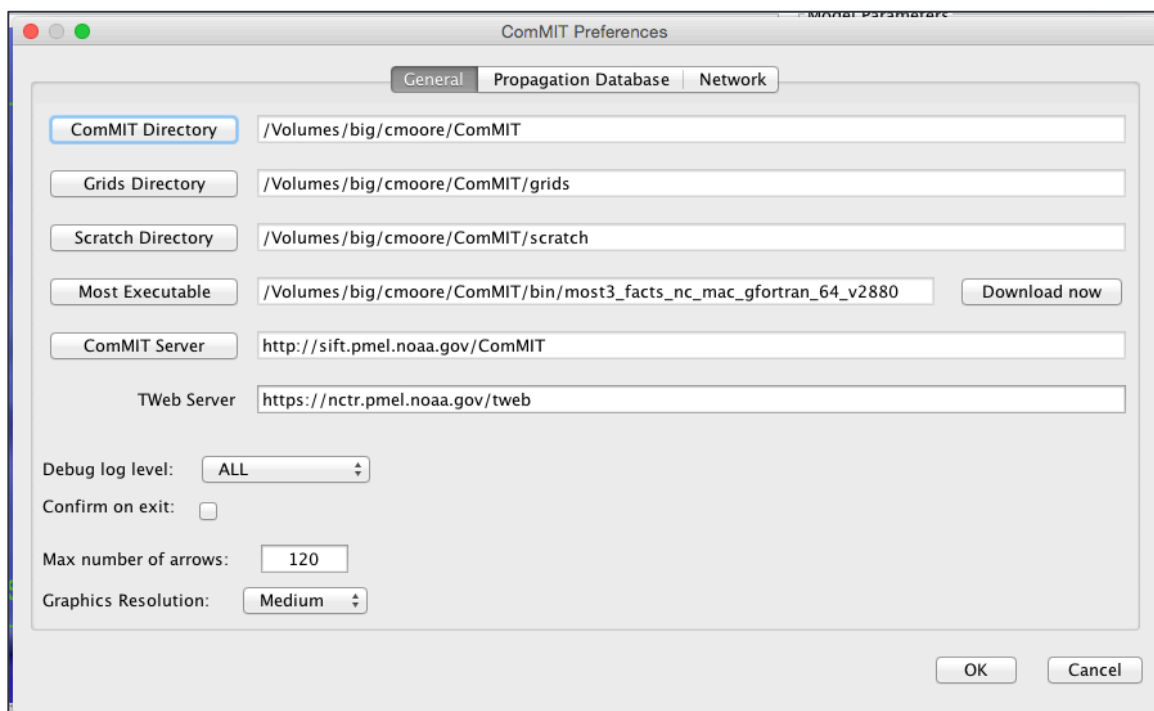 Model Parameters
ComMIT Preferences
General Propagation Database Network
ComMIT Directory /Volumes/big/cmoore/ComMIT
Grids Directory /Volumes/big/cmoore/ComMIT/grids
Scratch Directory /Volumes/big/cmoore/ComMIT/scratch
Most Executable /Volumes/big/cmoore/ComMIT/bin/most3_facts_nc_mac_gfortran_64_v2880 Download now
ComMIT Server http://sift.pmel.noaa.gov/ComMIT
TWeb Server https://nctr.pmel.noaa.gov/tweb
Debug log level: ALL
Confirm on exit:
Max number of arrows: 120
Graphics Resolution: Medium
OK Cancel